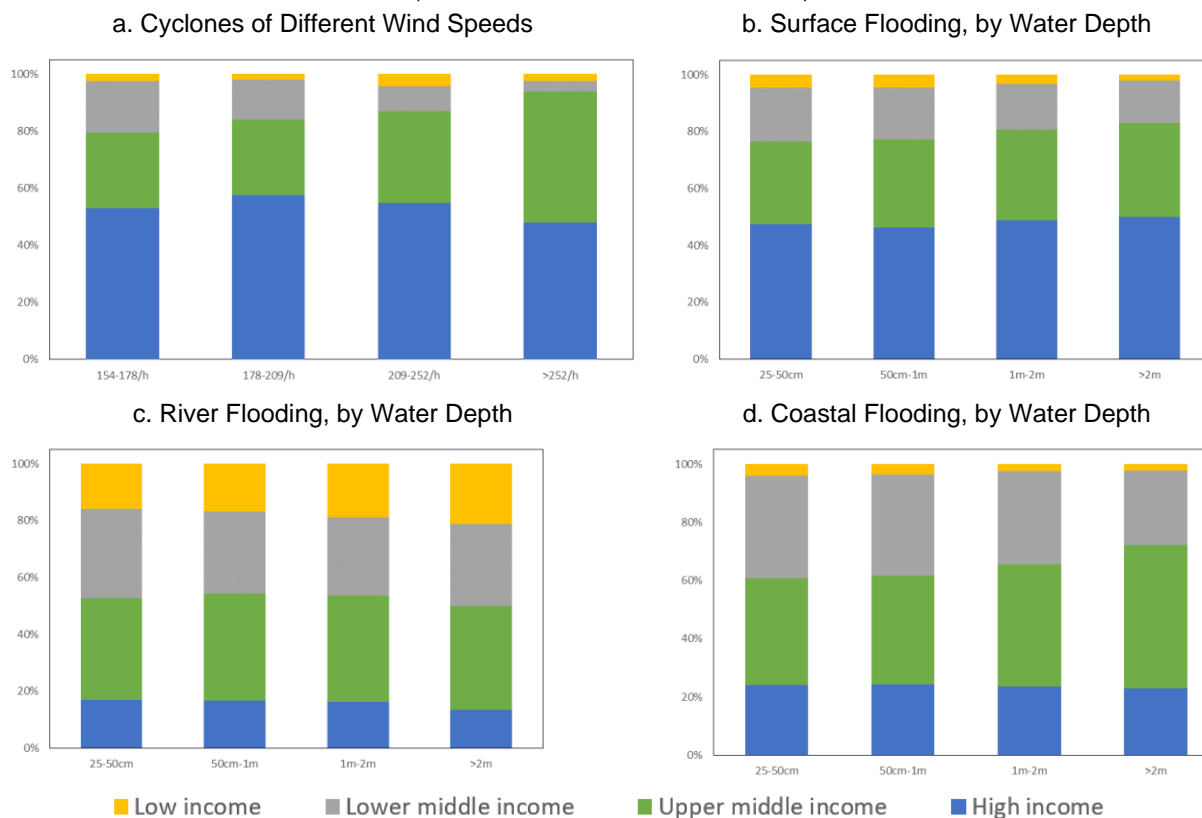 a. Cyclones of Different Wind Speeds
100%
80%
60%
40%
20%
0%
154-178/h 178-209/h 209-252/h >252/h
b. Surface Flooding, by Water Depth
100%
80%
60%
40%
20%
0%
25-50cm 50cm-1m 1m-2m >2m
c. River Flooding, by Water Depth
100%
80%
60%
40%
20%
0%
25-50cm 50cm-1m 1m-2m >2m
d. Coastal Flooding, by Water Depth
100%
80%
60%
40%
20%
0%
25-50cm 50cm-1m 1m-2m >2m
Low income Lower middle income Upper middle income High income